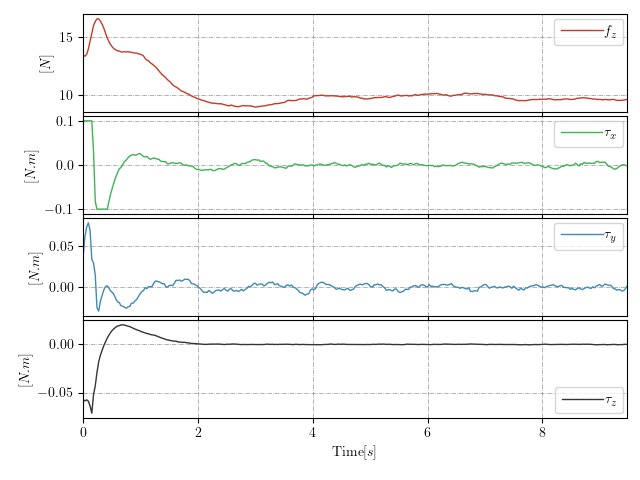 15
10
[N]
f_z
0.1
0.0
−0.1
[N.m]
τ_x
0.05
0.00
[N.m]
τ_y
0.00
−0.05
[N.m]
τ_z
0 2 4 6 8
Time[s]